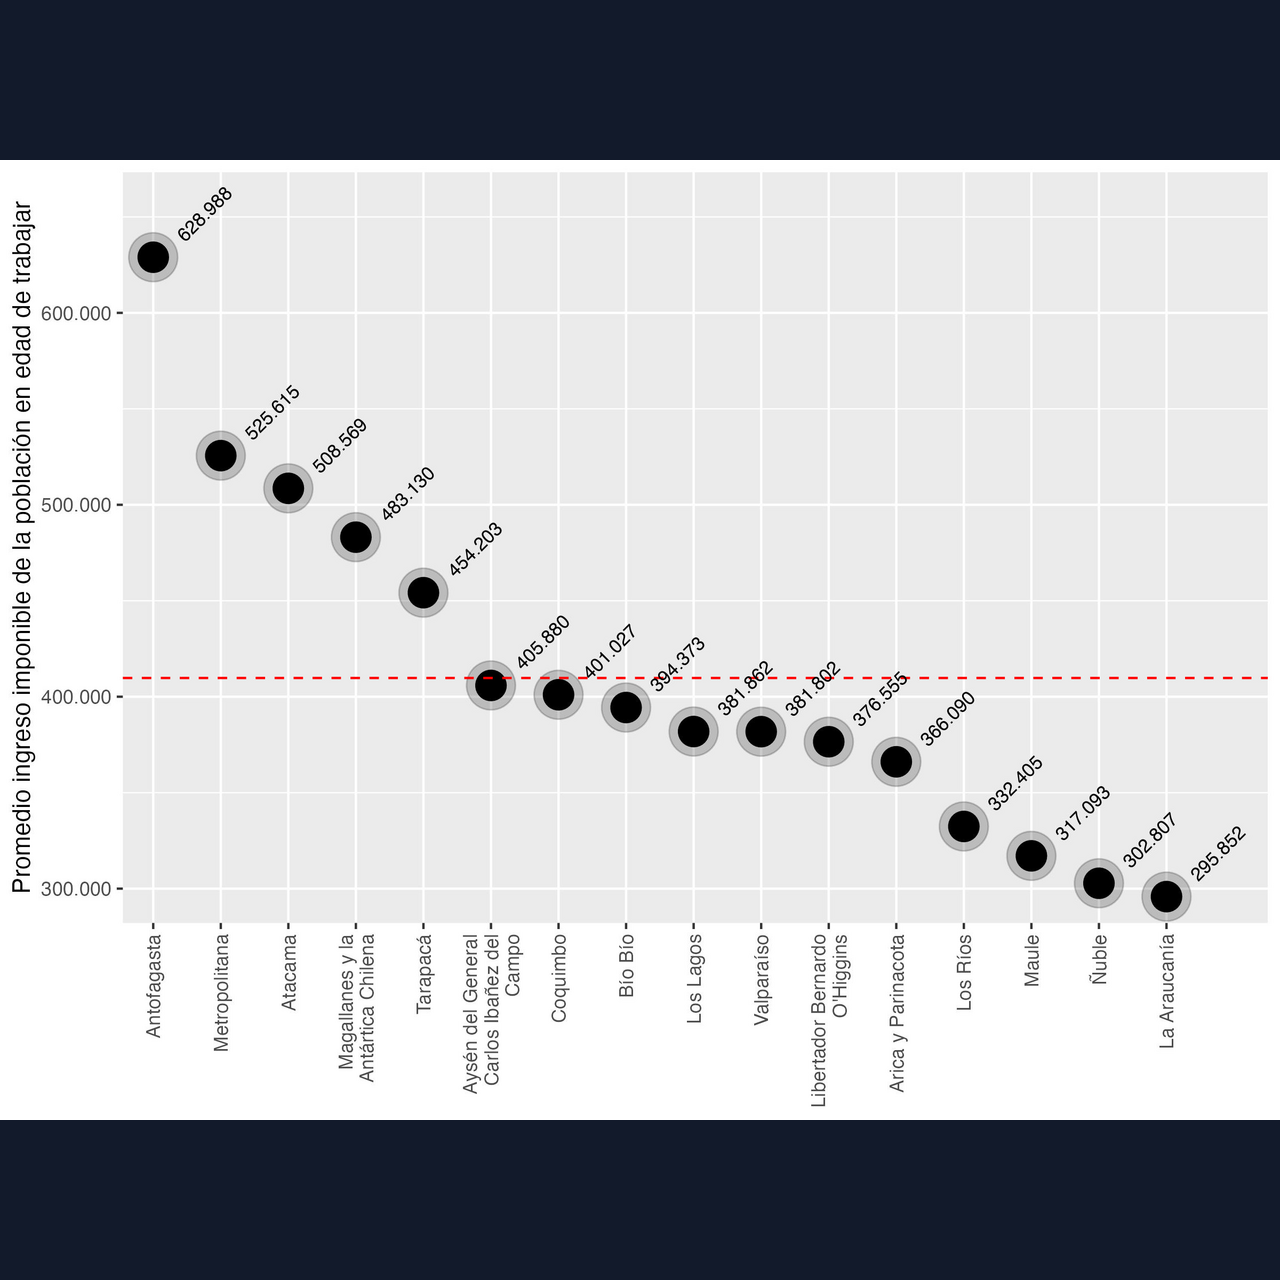 Promedio ingreso imponible de la población en edad de trabajar
600.000
500.000
400.000
300.000
628.988
525.615
508.569
483.130
454.203
405.880
401.027
394.373
381.862
381.802
376.555
366.090
332.405
317.093
302.807
295.852
Antofagasta
Metropolitana
Atacama
Magallanes y la
Antártica Chilena
Tarapacá
Aysén del General
Carlos Ibañez del
Campo
Coquimbo
Bío Bío
Los Lagos
Valparaíso
Libertador Bernardo
O'Higgins
Arica y Parinacota
Los Ríos
Maule
Ñuble
La Araucanía